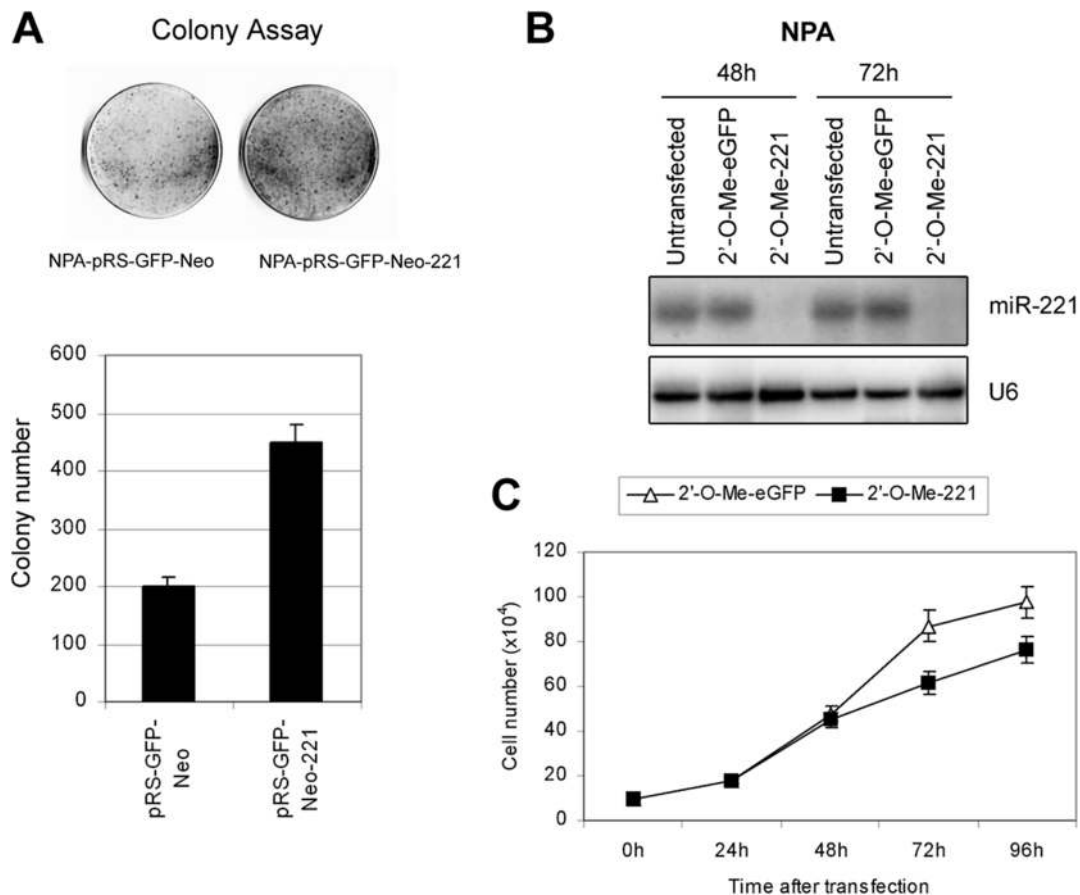 A
Colony Assay
NPA-pRS-GFP-Neo
NPA-pRS-GFP-Neo-221
Colony number
600
500
400
300
200
100
0
pRS-GFP-
Neo
pRS-GFP-
Neo-221
B
NPA
48h
72h
Untransfected
2'-O-Me-eGFP
2'-O-Me-221
Untransfected
2'-O-Me-eGFP
2'-O-Me-221
miR-221
U6
C
2'-O-Me-eGFP
2'-O-Me-221
Cell number (x10⁴)
120
100
80
60
40
20
0
0h
24h
48h
72h
96h
Time after transfection